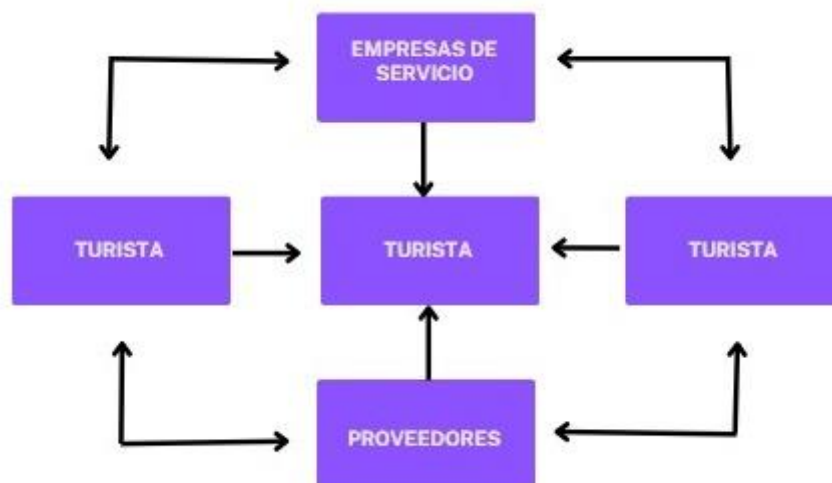 EMPRESAS DE
SERVICIO
TURISTA
TURISTA
TURISTA
PROVEEDORES